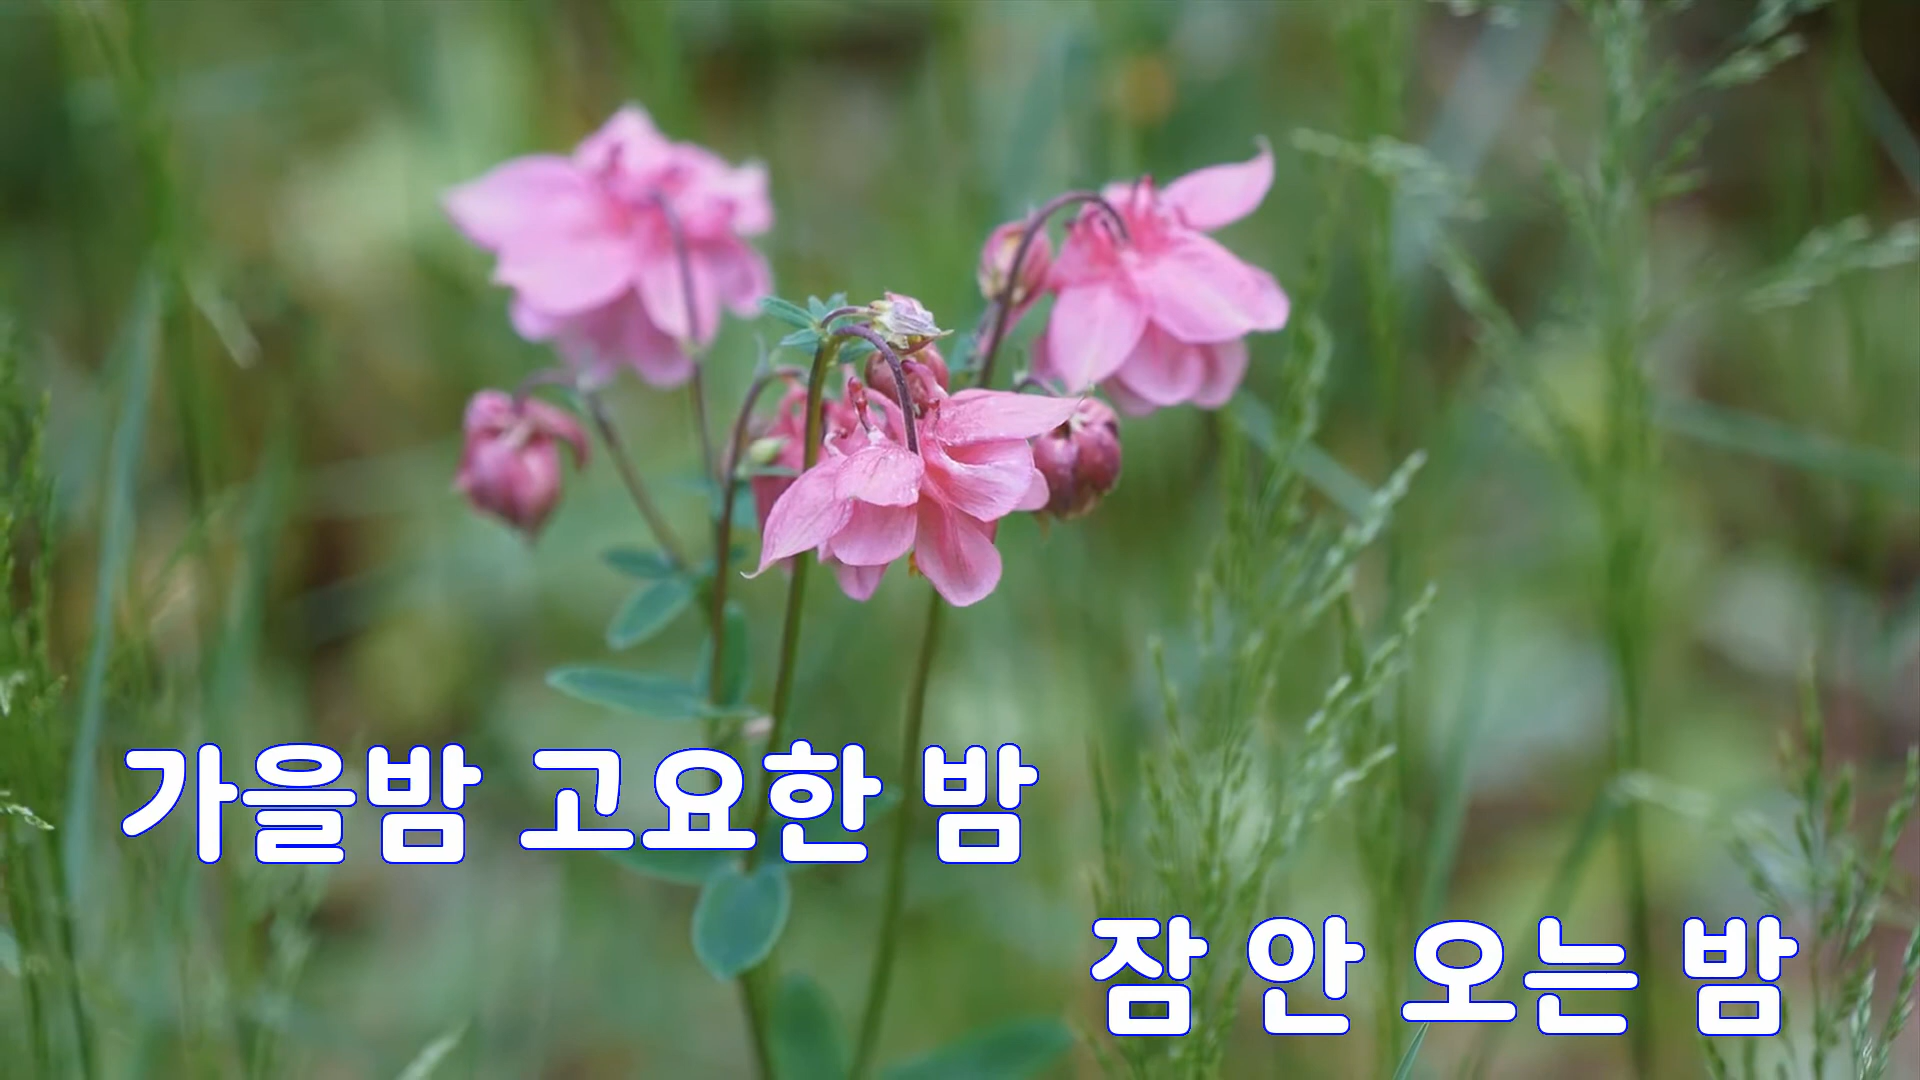 가을밤 고요한 밤
잠 안 오는 밤